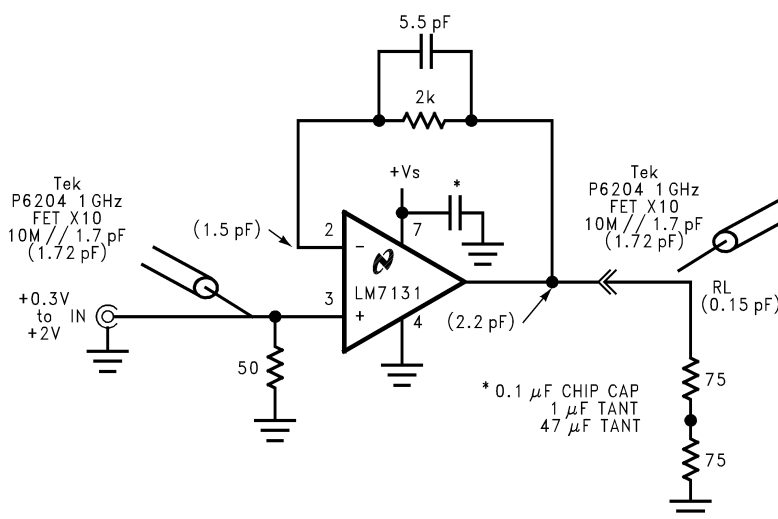 5.5 pF
2k
+Vs
*
7
Tek
P6204 1 GHz
FET X10
10M // 1.7 pF
(1.72 pF)
(1.5 pF)
2
−
LM7131
3
+
4
+0.3V
to
+2V
IN
50
(2.2 pF)
Tek
P6204 1 GHz
FET X10
10M // 1.7 pF
(1.72 pF)
RL
(0.15 pF)
75
75
* 0.1 μF CHIP CAP
1 μF TANT
47 μF TANT